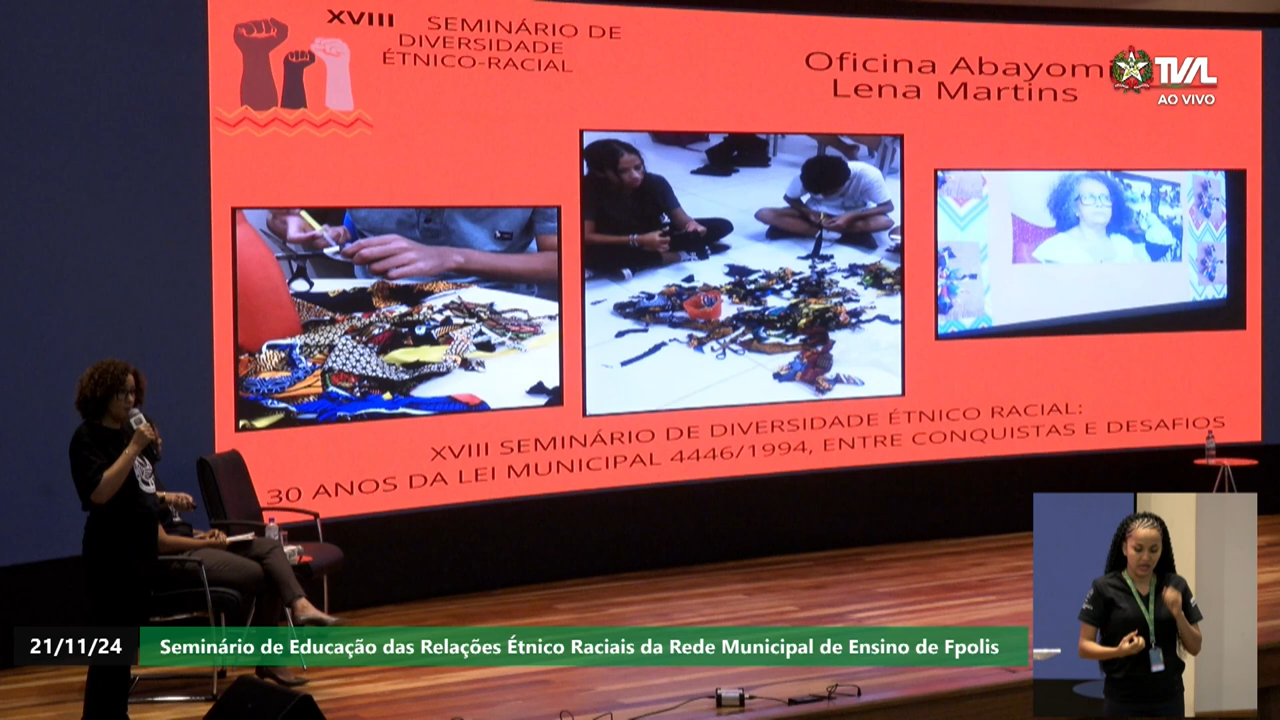 XVIII SEMINÁRIO DE
DIVERSIDADE
ÉTNICO-RACIAL
Oficina Abayom
Lena Martins
TVAL
AO VIVO
XVIII SEMINÁRIO DE DIVERSIDADE ÉTNICO RACIAL:
30 ANOS DA LEI MUNICIPAL 4446/1994, ENTRE CONQUISTAS E DESAFIOS
21/11/24
Seminário de Educação das Relações Étnico Raciais da Rede Municipal de Ensino de Fpolis